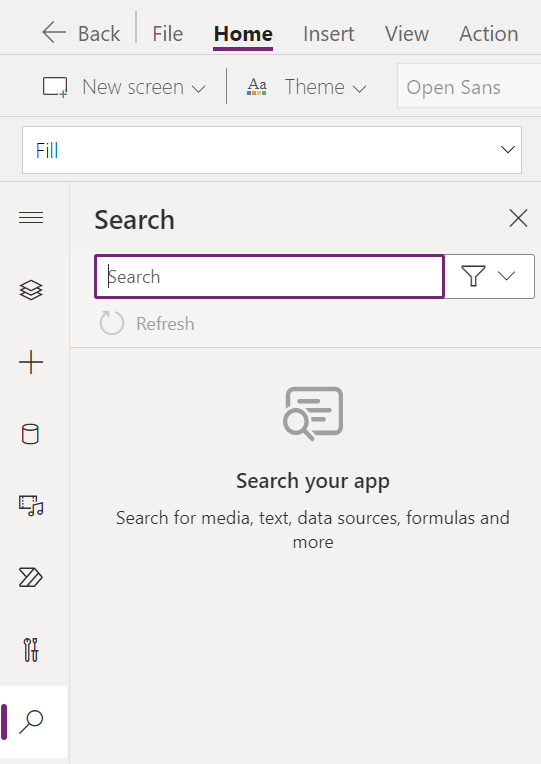 Back File Home Insert View Action
New screen Aa Theme Open Sans
Fill
Search
Search
Refresh
Search your app
Search for media, text, data sources, formulas and
more